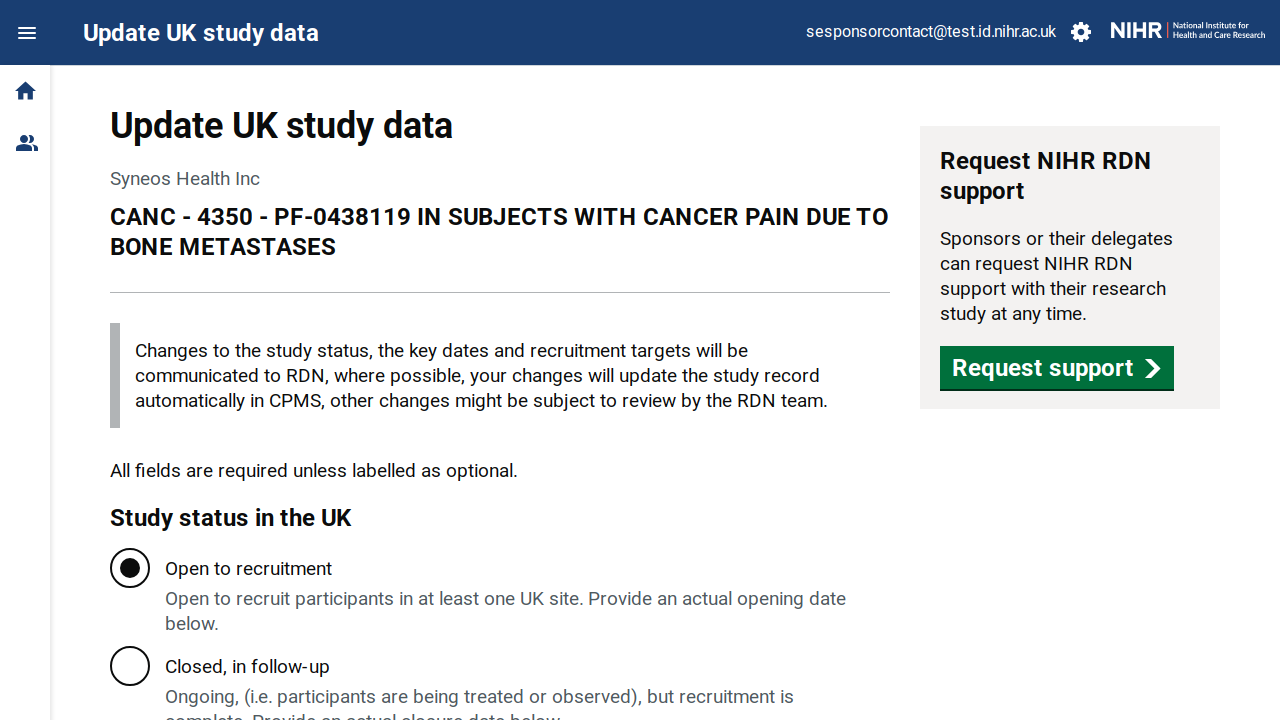 Update UK study data
sesponsorcontact@test.id.nihr.ac.uk
NIHR | National Institute for
Health and Care Research
Update UK study data
Syneos Health Inc
CANC - 4350 - PF-0438119 IN SUBJECTS WITH CANCER PAIN DUE TO
BONE METASTASES
Changes to the study status, the key dates and recruitment targets will be
communicated to RDN, where possible, your changes will update the study record
automatically in CPMS, other changes might be subject to review by the RDN team.
All fields are required unless labelled as optional.
Study status in the UK
Open to recruitment
Open to recruit participants in at least one UK site. Provide an actual opening date
below.
Closed, in follow-up
Ongoing, (i.e. participants are being treated or observed), but recruitment is
complete. Provide an actual closure date below.
Request NIHR RDN
support
Sponsors or their delegates
can request NIHR RDN
support with their research
study at any time.
Request support